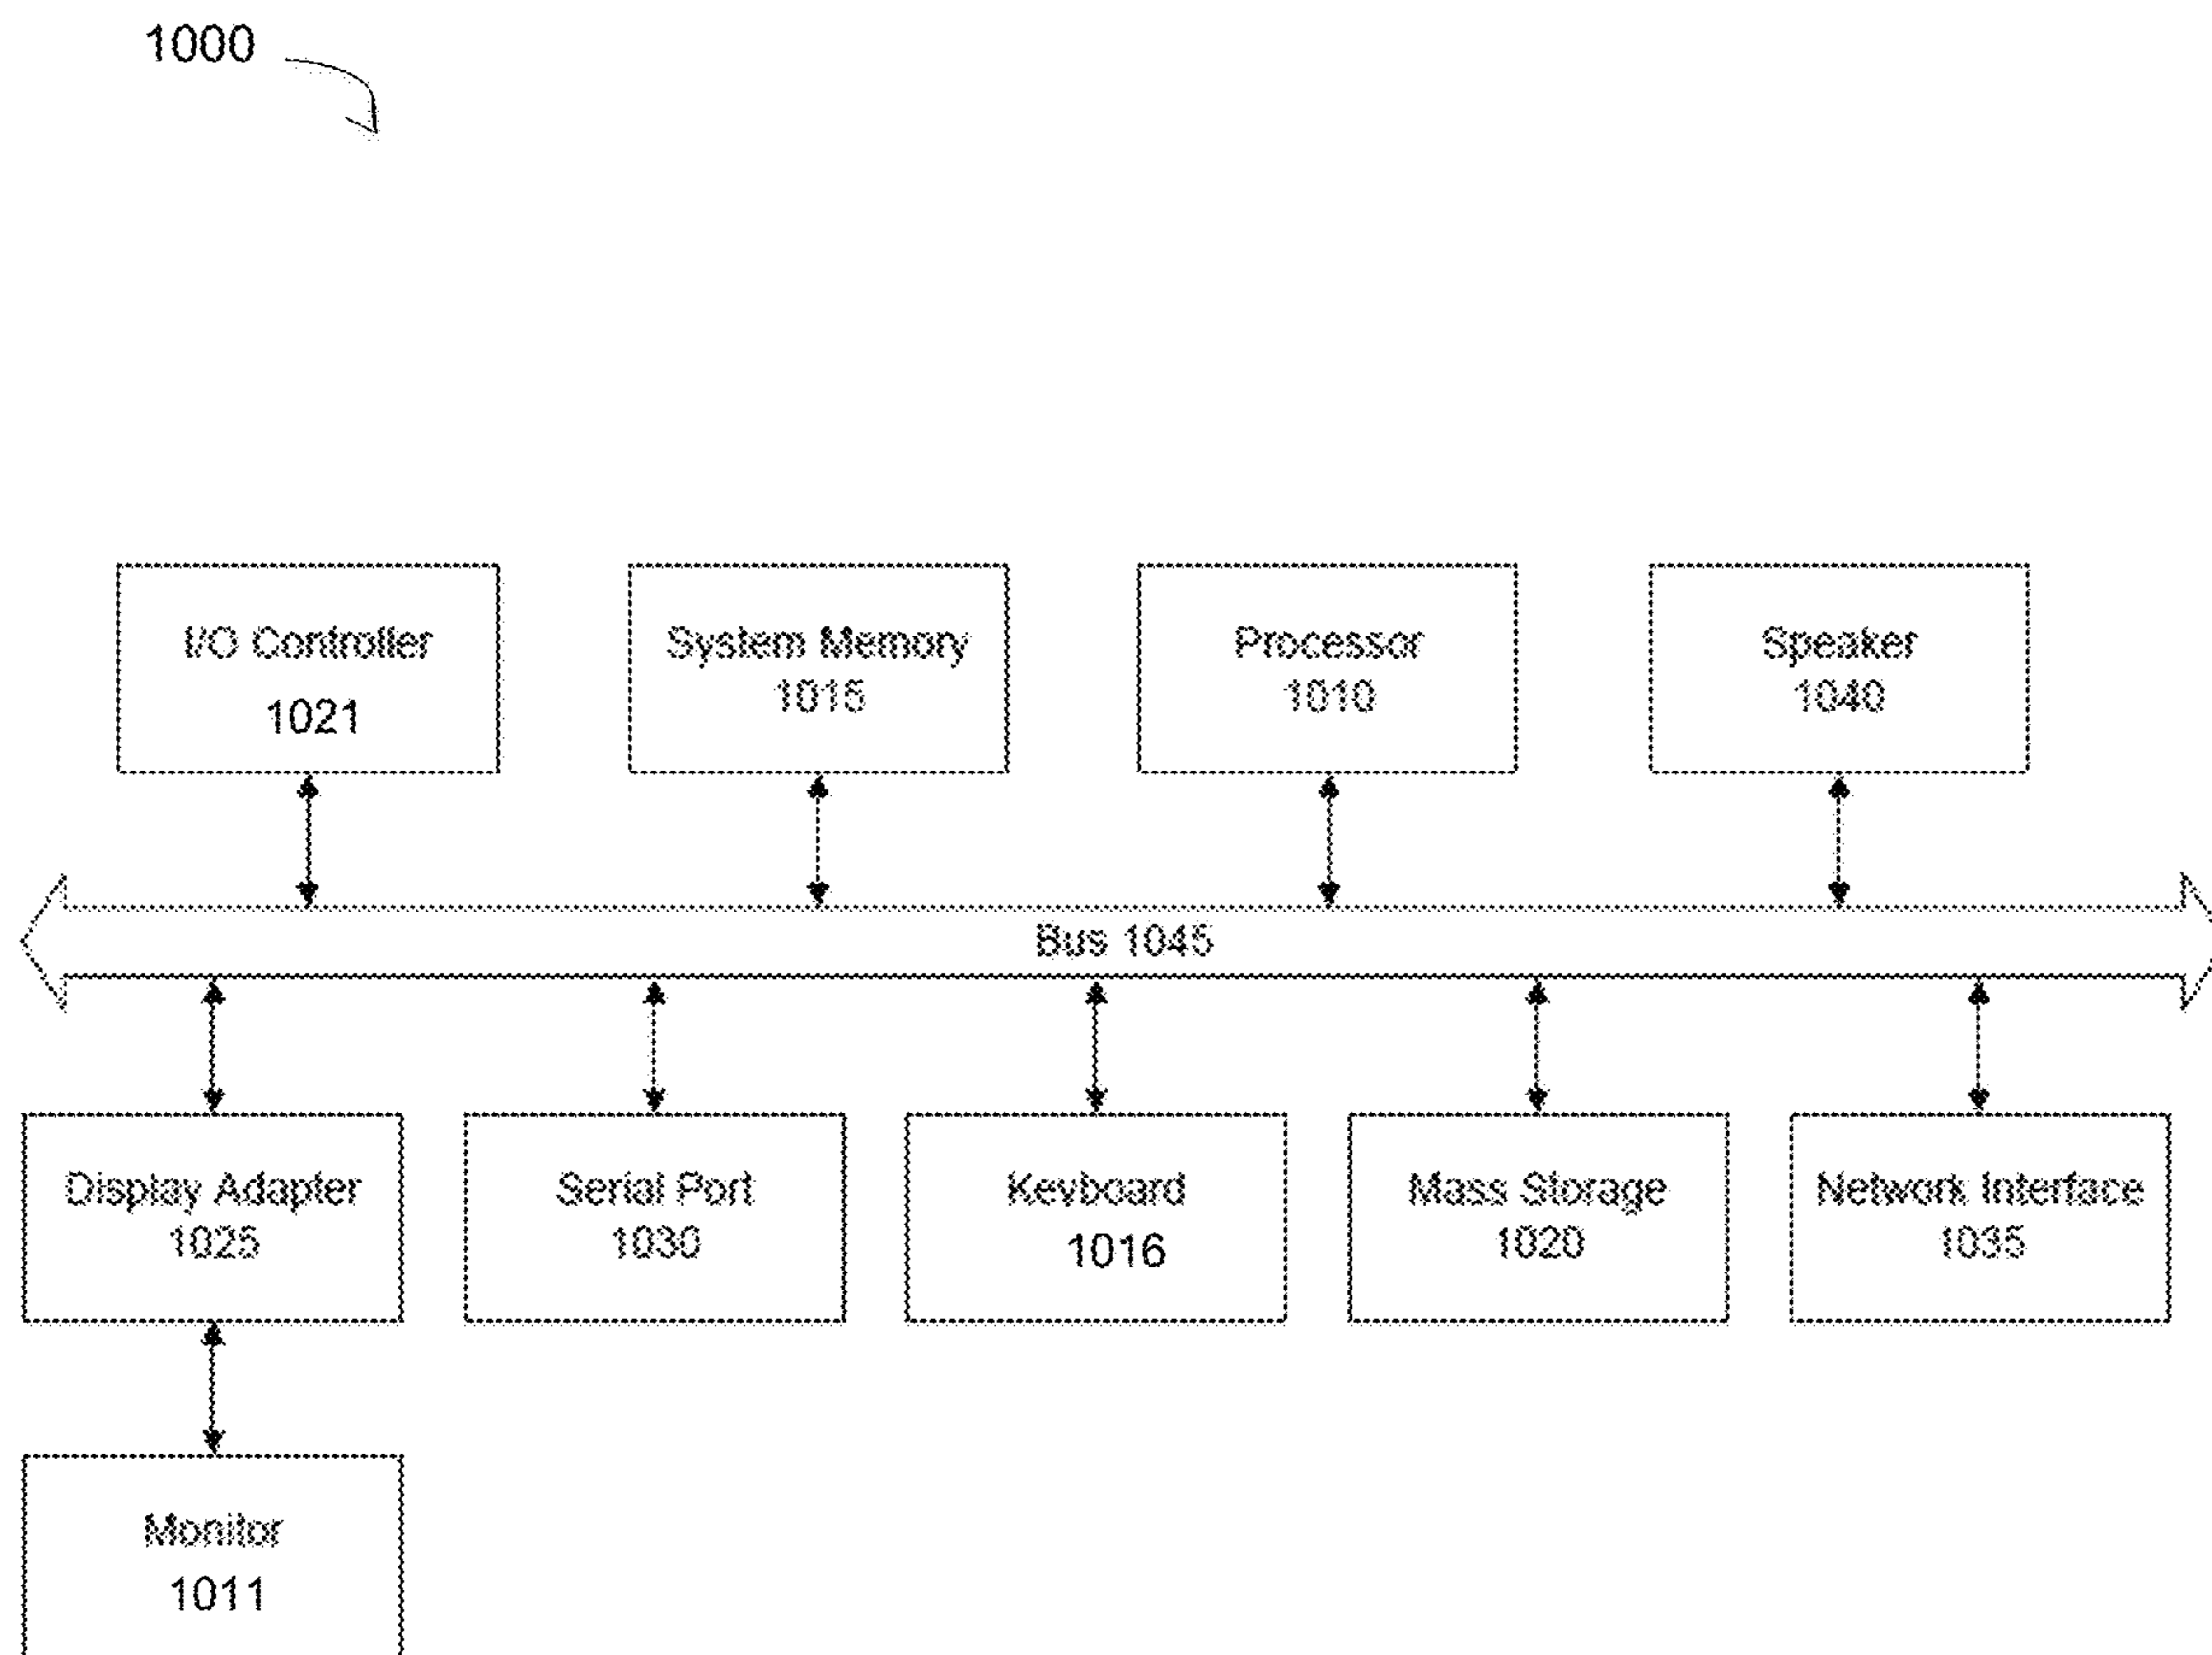 1000
I/O Controller
1021
System Memory
1015
Processor
1010
Speaker
1040
Bus 1045
Display Adapter
1025
Serial Port
1030
Keyboard
1016
Mass Storage
1020
Network Interface
1035
Monitor
1011